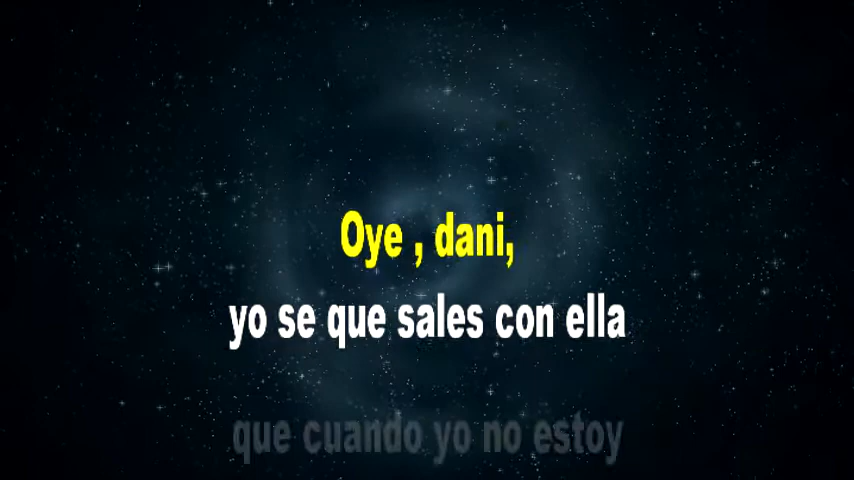 Oye , dani,
yo se que sales con ella
que cuando yo no estoy